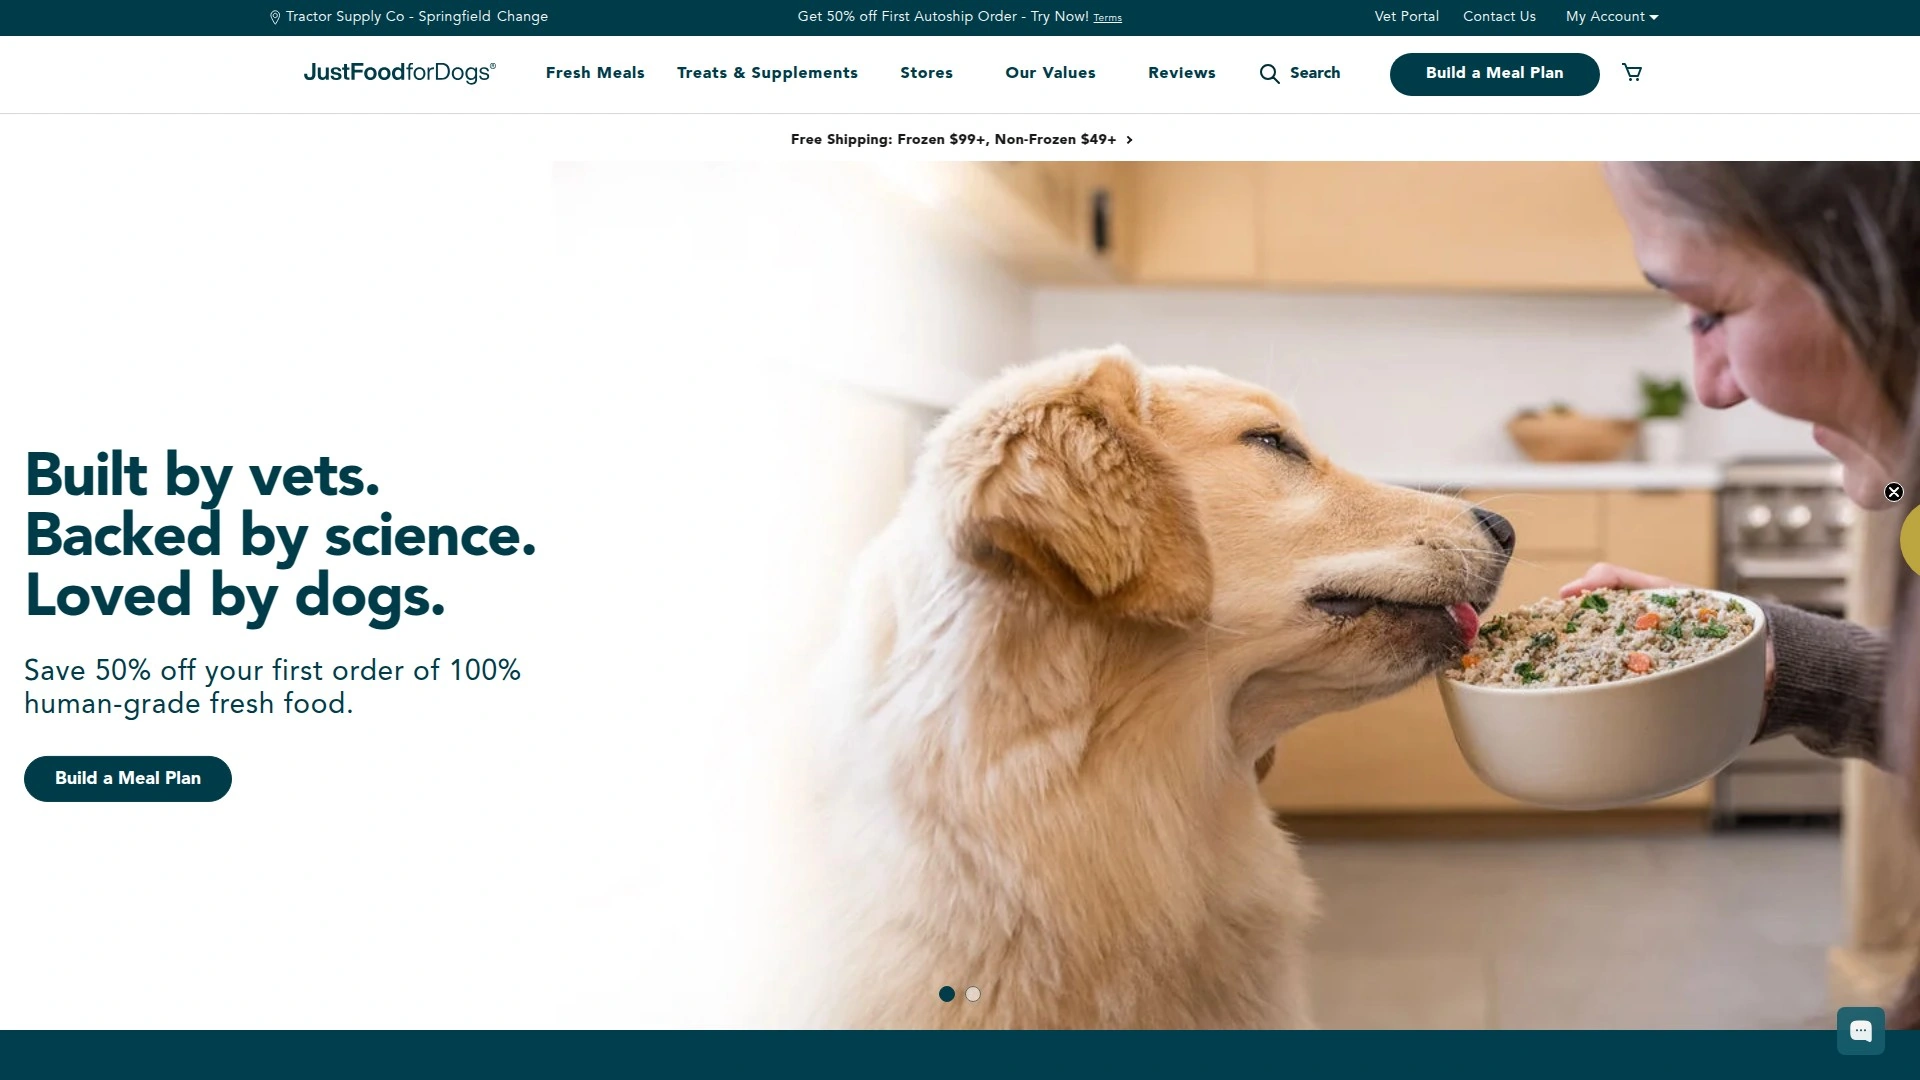 Tractor Supply Co - Springfield Change
Get 50% off First Autoship Order - Try Now! Terms
Vet Portal Contact Us My Account
JustFoodforDogs®
Fresh Meals Treats & Supplements Stores Our Values Reviews Search Build a Meal Plan
Free Shipping: Frozen $99+, Non-Frozen $49+
Built by vets.
Backed by science.
Loved by dogs.
Save 50% off your first order of 100%
human-grade fresh food.
Build a Meal Plan